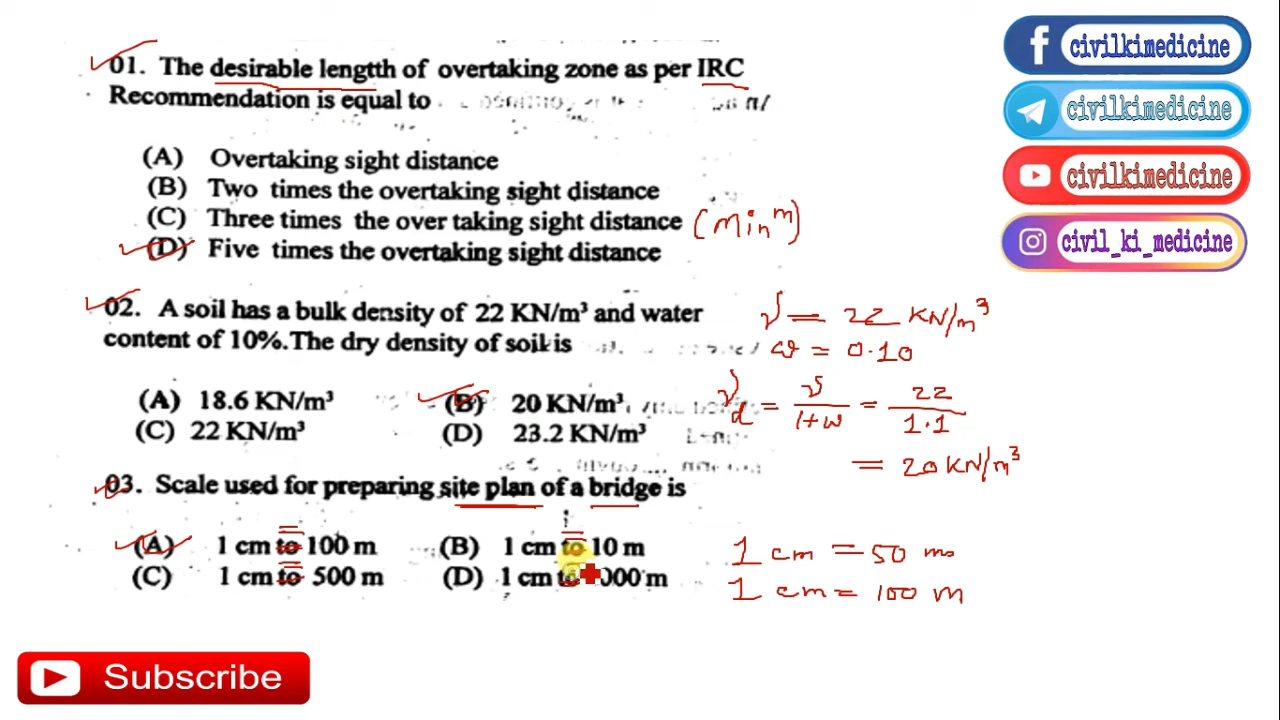 01. The desirable lengtth of overtaking zone as per IRC
Recommendation is equal to
(A) Overtaking sight distance
(B) Two times the overtaking sight distance
(C) Three times the over taking sight distance (Minᵐ)
(D) Five times the overtaking sight distance
02. A soil has a bulk density of 22 KN/m³ and water
content of 10%.The dry density of soil is
(A) 18.6 KN/m³ (B) 20 KN/m³
(C) 22 KN/m³ (D) 23.2 KN/m³
γ = 22 KN/m³
w = 0.10
γd = γ/1+w = 22/1.1
= 20 KN/m³
03. Scale used for preparing site plan of a bridge is
(A) 1 cm to 100 m (B) 1 cm to 10 m
(C) 1 cm to 500 m (D) 1 cm 000 m
1 cm = 50 m
1 cm = 100 m
civilkimedicine
civilkimedicine
civilkimedicine
civil_ki_medicine
Subscribe